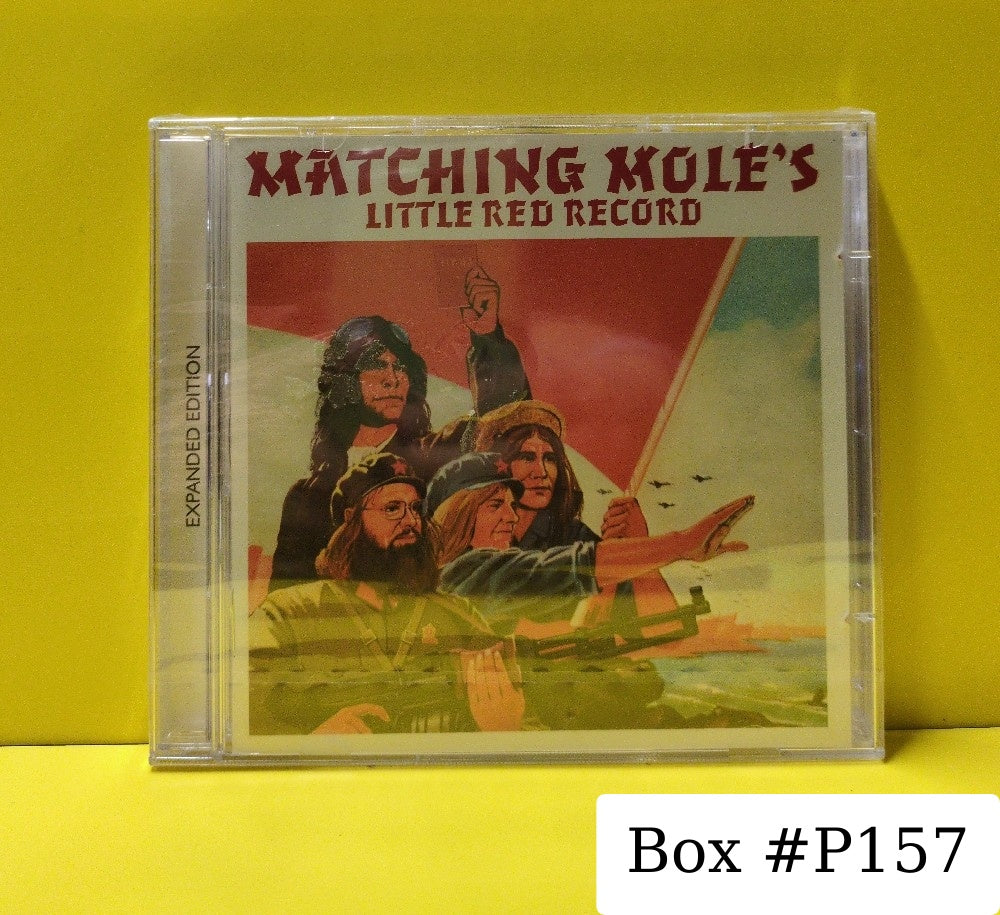 MATCHING MOLE'S
LITTLE RED RECORD
EXPANDED EDITION
Box #P157